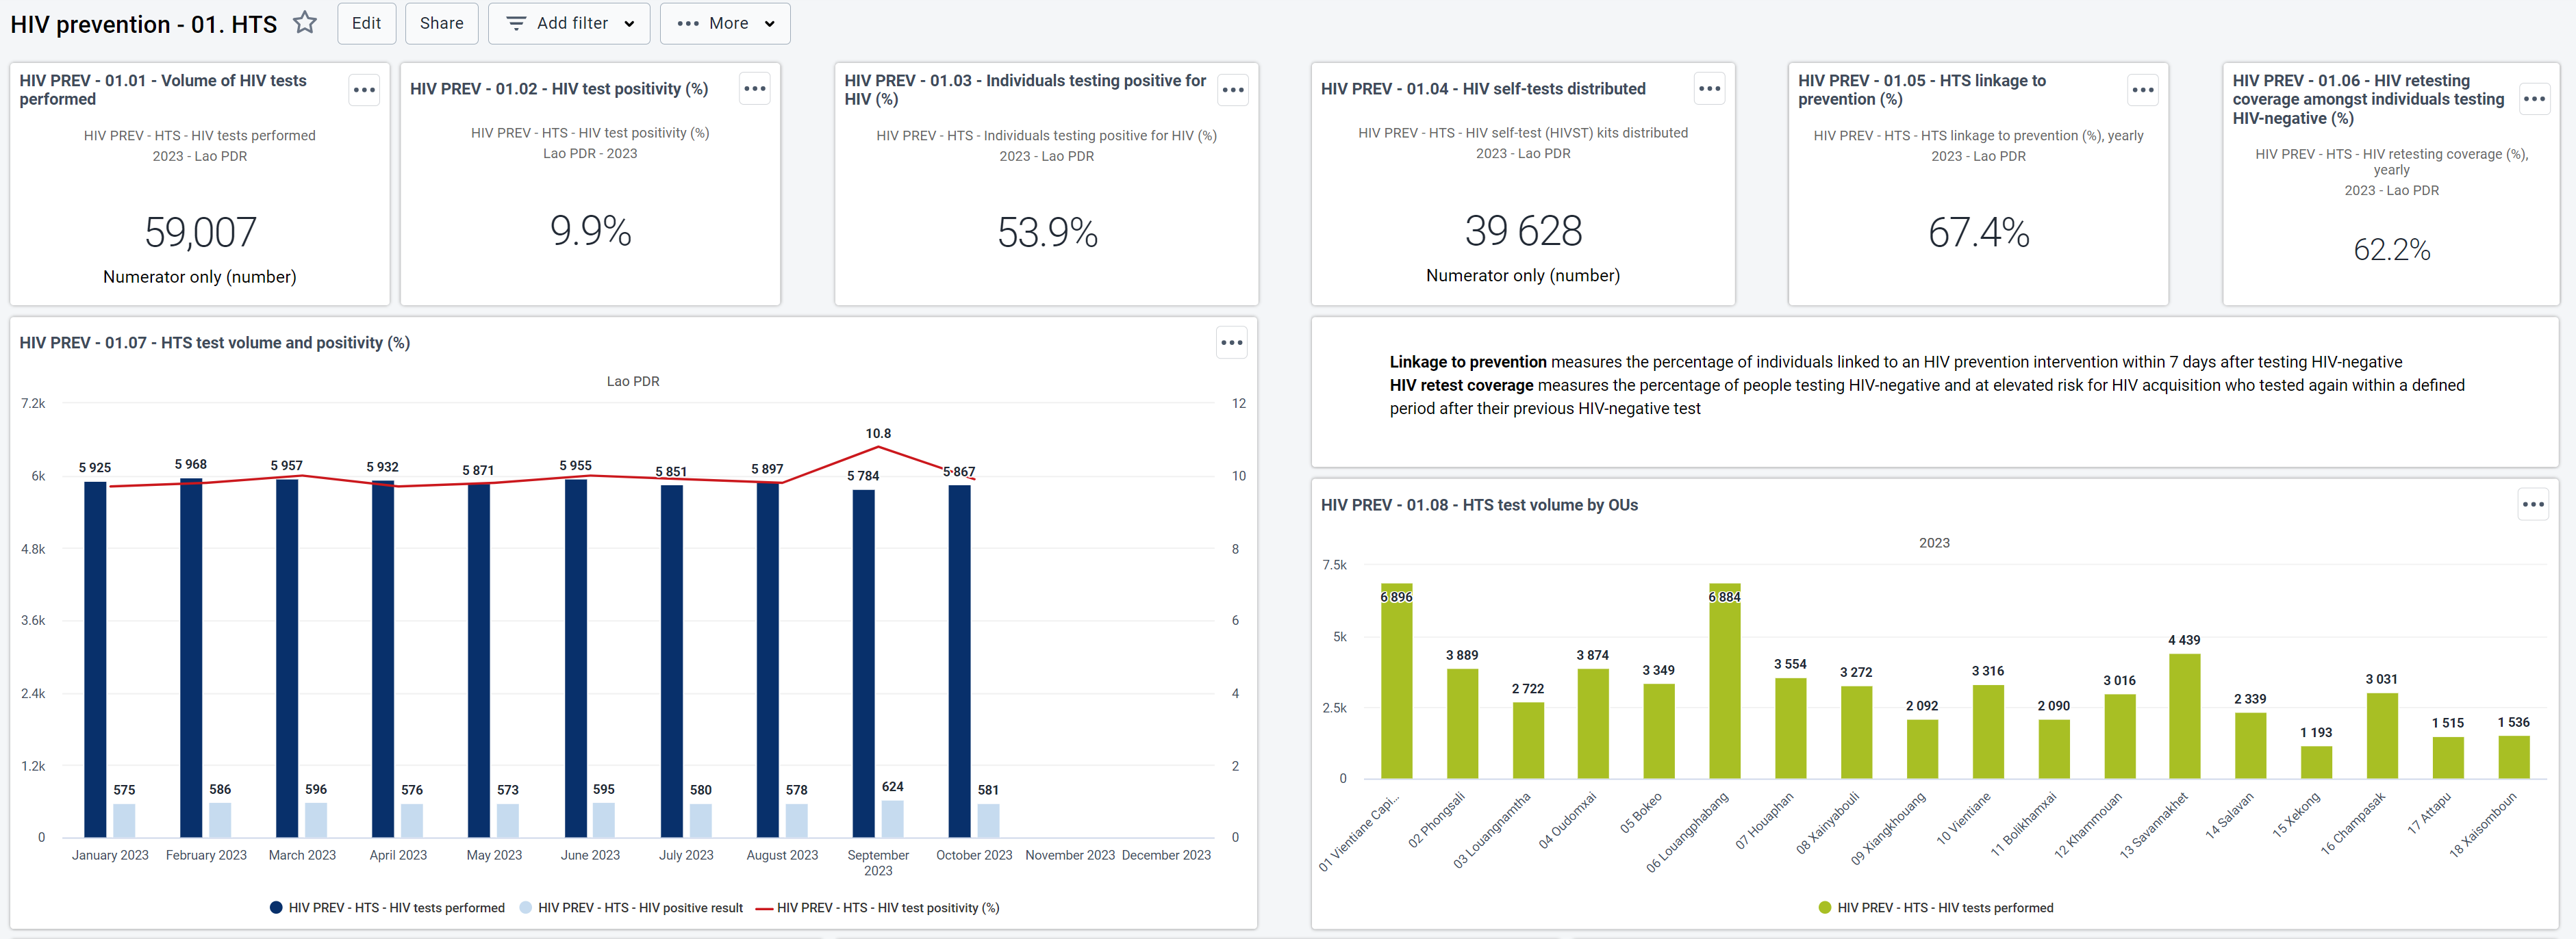 HIV prevention - 01. HTS
Edit
Share
Add filter
More
HIV PREV - 01.01 - Volume of HIV tests
performed
HIV PREV - HTS - HIV tests performed
2023 - Lao PDR
59,007
Numerator only (number)
HIV PREV - 01.02 - HIV test positivity (%)
HIV PREV - HTS - HIV test positivity (%)
Lao PDR - 2023
9.9%
HIV PREV - 01.03 - Individuals testing positive for
HIV (%)
HIV PREV - HTS - Individuals testing positive for HIV (%)
2023 - Lao PDR
53.9%
HIV PREV - 01.04 - HIV self-tests distributed
HIV PREV - HTS - HIV self-test (HIVST) kits distributed
2023 - Lao PDR
39 628
Numerator only (number)
HIV PREV - 01.05 - HTS linkage to
prevention (%)
HIV PREV - HTS - HTS linkage to prevention (%), yearly
2023 - Lao PDR
67.4%
HIV PREV - 01.06 - HIV retesting
coverage amongst individuals testing
HIV-negative (%)
HIV PREV - HTS - HIV retesting coverage (%),
yearly
2023 - Lao PDR
62.2%
HIV PREV - 01.07 - HTS test volume and positivity (%)
Lao PDR
7.2k
6k
4.8k
3.6k
2.4k
1.2k
0
12
10
8
6
4
2
0
10.8
5 925
5 968
5 957
5 932
5 871
5 955
5 851
5 897
5 784
5 867
575
586
596
576
573
595
580
578
624
581
January 2023
February 2023
March 2023
April 2023
May 2023
June 2023
July 2023
August 2023
September
2023
October 2023
November 2023
December 2023
HIV PREV - HTS - HIV tests performed
HIV PREV - HTS - HIV positive result
HIV PREV - HTS - HIV test positivity (%)
Linkage to prevention measures the percentage of individuals linked to an HIV prevention intervention within 7 days after testing HIV-negative
HIV retest coverage measures the percentage of people testing HIV-negative and at elevated risk for HIV acquisition who tested again within a defined
period after their previous HIV-negative test
HIV PREV - 01.08 - HTS test volume by OUs
2023
7.5k
5k
2.5k
0
6 896
3 889
2 722
3 874
3 349
6 884
3 554
3 272
2 092
3 316
2 090
3 016
4 439
2 339
1 193
3 031
1 515
1 536
01 Vientiane Capi...
02 Phongsali
03 Louangnamtha
04 Oudomxai
05 Bokeo
06 Louangphabang
07 Houaphan
08 Xainyabouli
09 Xiangkhouang
10 Vientiane
11 Bolikhamxai
12 Khammouan
13 Savannakhet
14 Salavan
15 Xekong
16 Champasak
17 Attapu
18 Xaisomboun
HIV PREV - HTS - HIV tests performed